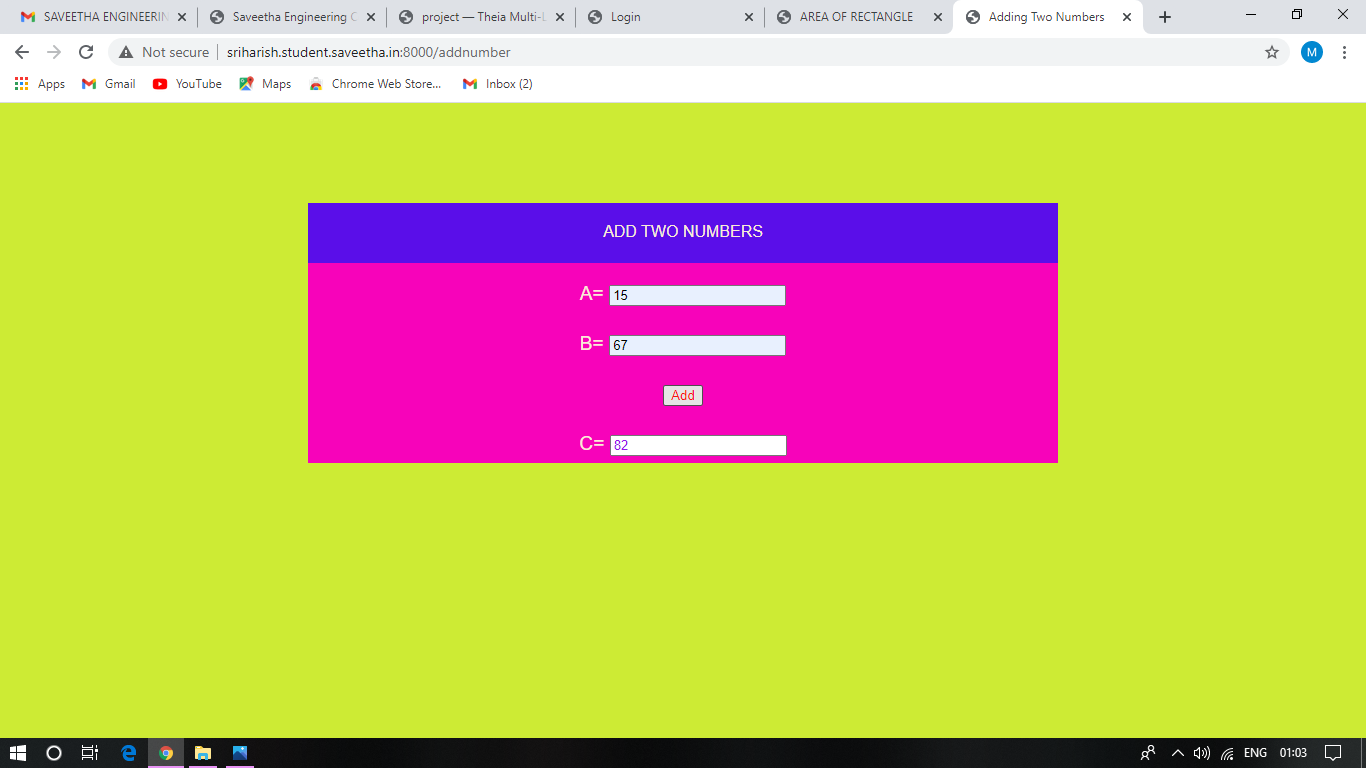 SAVEETHA ENGINEERIN
Saveetha Engineering C
project — Theia Multi-L
Login
AREA OF RECTANGLE
Adding Two Numbers
Not secure
sriharish.student.saveetha.in:8000/addnumber
M
Apps
Gmail
YouTube
Maps
Chrome Web Store...
Inbox (2)
ADD TWO NUMBERS
A= 15
B= 67
Add
C= 82
ENG
01:03